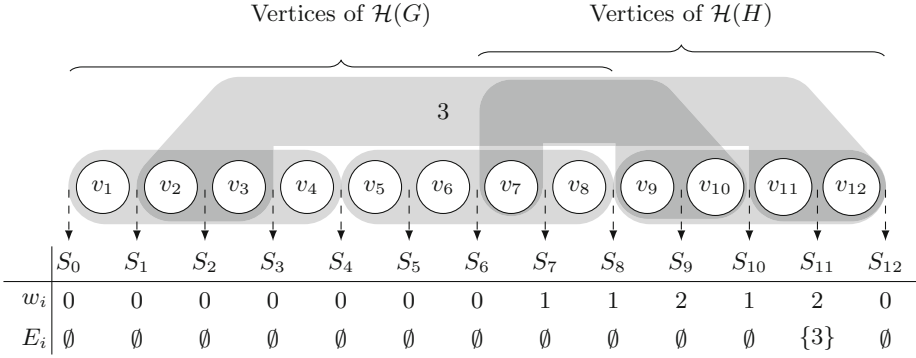 Vertices of ℋ(G) Vertices of ℋ(H)
3
v₁ v₂ v₃ v₄ v₅ v₆ v₇ v₈ v₉ v₁₀ v₁₁ v₁₂
S₀ S₁ S₂ S₃ S₄ S₅ S₆ S₇ S₈ S₉ S₁₀ S₁₁ S₁₂
wᵢ 0 0 0 0 0 0 0 1 1 2 1 2 0
Eᵢ ∅ ∅ ∅ ∅ ∅ ∅ ∅ ∅ ∅ ∅ ∅ {3} ∅